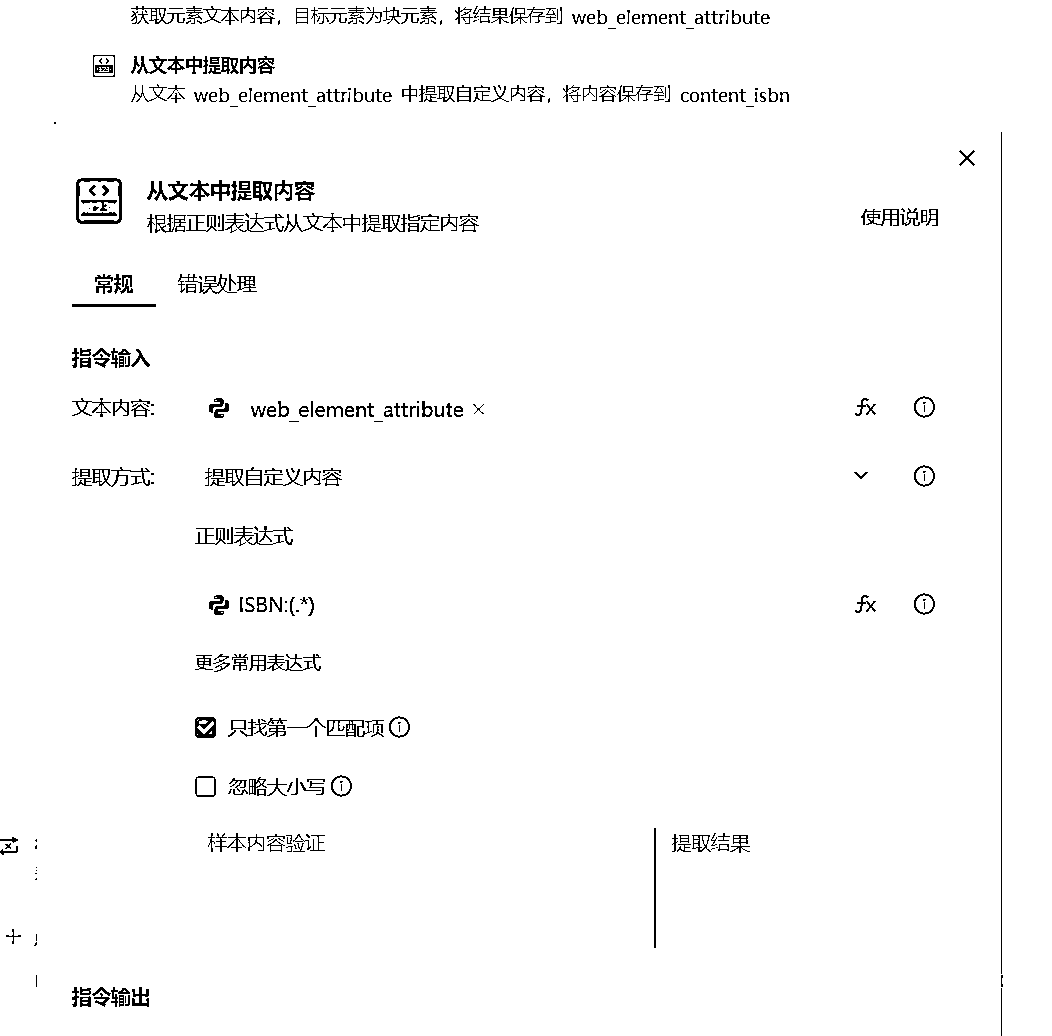 获取元素文本内容，目标元素为块元素，将结果保存到 web_element_attribute
从文本中提取内容
从文本 web_element_attribute 中提取自定义内容，将内容保存到 content_isbn
从文本中提取内容
根据正则表达式从文本中提取指定内容
使用说明
常规 错误处理
指令输入
文本内容: web_element_attribute × fx
提取方式: 提取自定义内容
正则表达式
ISBN:(.*) fx
更多常用表达式
只找第一个匹配项
忽略大小写
样本内容验证 提取结果
指令输出